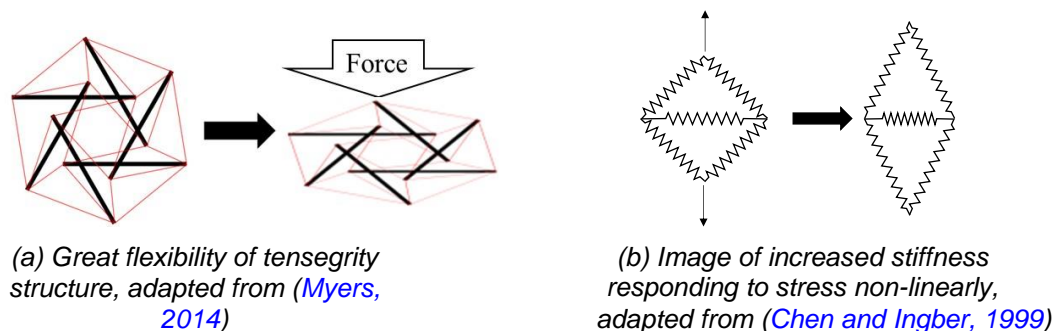 Force
(a) Great flexibility of tensegrity
structure, adapted from (Myers,
2014)
(b) Image of increased stiffness
responding to stress non-linearly,
adapted from (Chen and Ingber, 1999)